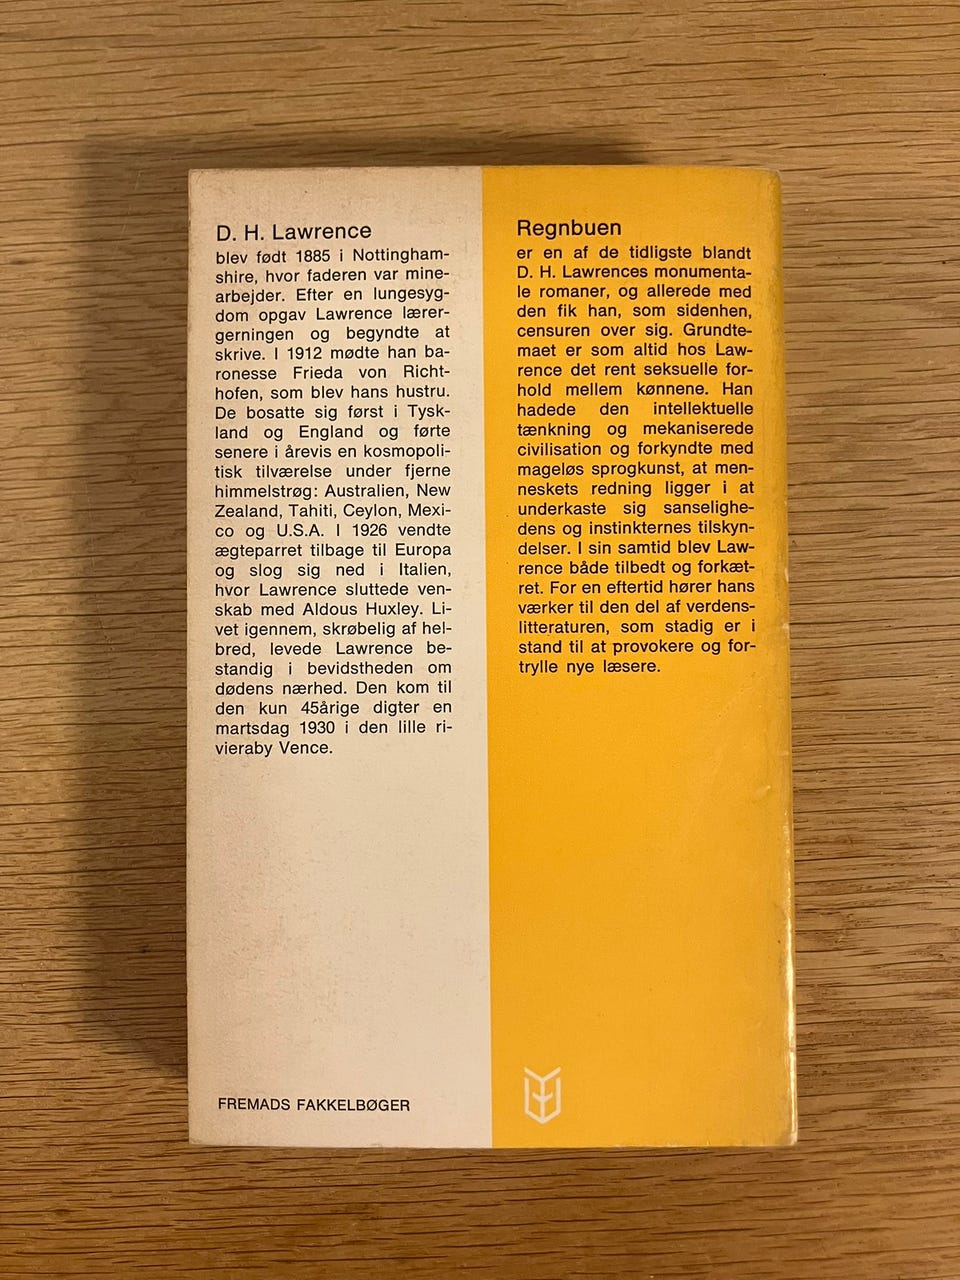 D. H. Lawrence
blev født 1885 i Nottingham-
shire, hvor faderen var mine-
arbejder. Efter en lungesyg-
dom opgav Lawrence lærer-
gerningen og begyndte at
skrive. I 1912 mødte han ba-
ronesse Frieda von Richt-
hofen, som blev hans hustru.
De bosatte sig først i Tysk-
land og England og førte
senere i årevis en kosmopoli-
tisk tilværelse under fjerne
himmelstrøg: Australien, New
Zealand, Tahiti, Ceylon, Mexi-
co og U.S.A. I 1926 vendte
ægteparret tilbage til Europa
og slog sig ned i Italien,
hvor Lawrence sluttede ven-
skab med Aldous Huxley. Li-
vet igennem, skrøbelig af hel-
bred, levede Lawrence be-
standig i bevidstheden om
dødens nærhed. Den kom til
den kun 45årige digter en
martsdag 1930 i den lille ri-
vieraby Vence.
FREMADS FAKKELBØGER
Regnbuen
er en af de tidligste blandt
D. H. Lawrences monumenta-
le romaner, og allerede med
den fik han, som sidenhen,
censuren over sig. Grundte-
maet er som altid hos Law-
rence det rent seksuelle for-
hold mellem kønnene. Han
hadede den intellektuelle
tænkning og mekaniserede
civilisation og forkyndte med
mageløs sprogkunst, at men-
neskets redning ligger i at
underkaste sig sanselighe-
dens og instinkternes tilskyn-
delser. I sin samtid blev Law-
rence både tilbedt og forkæt-
ret. For en eftertid hører hans
værker til den del af verdens-
litteraturen, som stadig er i
stand til at provokere og for-
trylle nye læsere.